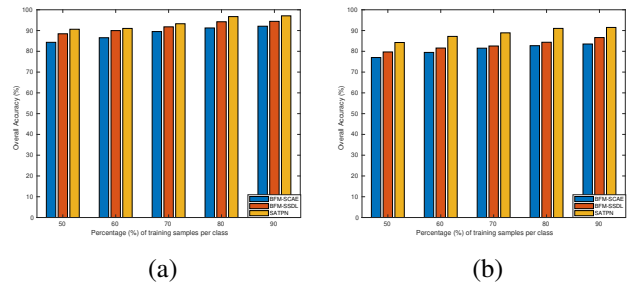 100
90
80
70
60
50
40
30
20
10
0
Overall Accuracy (%)
50 60 70 80 90
Percentage (%) of training samples per class
BFM-SCAE
BFM-SSDL
SATPN
(a)
100
90
80
70
60
50
40
30
20
10
0
Overall Accuracy (%)
50 60 70 80 90
Percentage (%) of training samples per class
BFM-SCAE
BFM-SSDL
SATPN
(b)